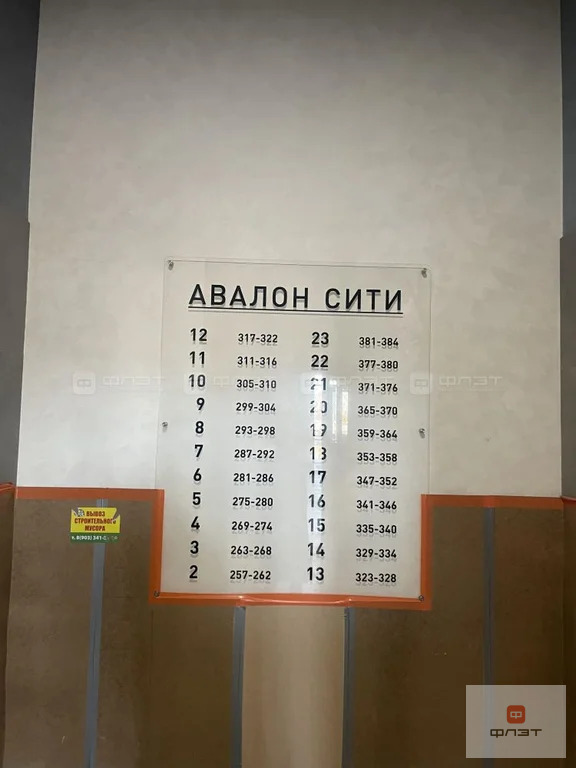 АВАЛОН СИТИ
12 317-322 23 381-384
11 311-316 22 377-380
10 305-310 21 371-376
9 299-304 20 365-370
8 293-298 19 359-364
7 287-292 18 353-358
6 281-286 17 347-352
5 275-280 16 341-346
4 269-274 15 335-340
3 263-268 14 329-334
2 257-262 13 323-328
ВЫВОЗ
СТРОИТЕЛЬНОГО
МУСОРА
ФЛЭТ
ФЛЭТ
ФЛЭТ